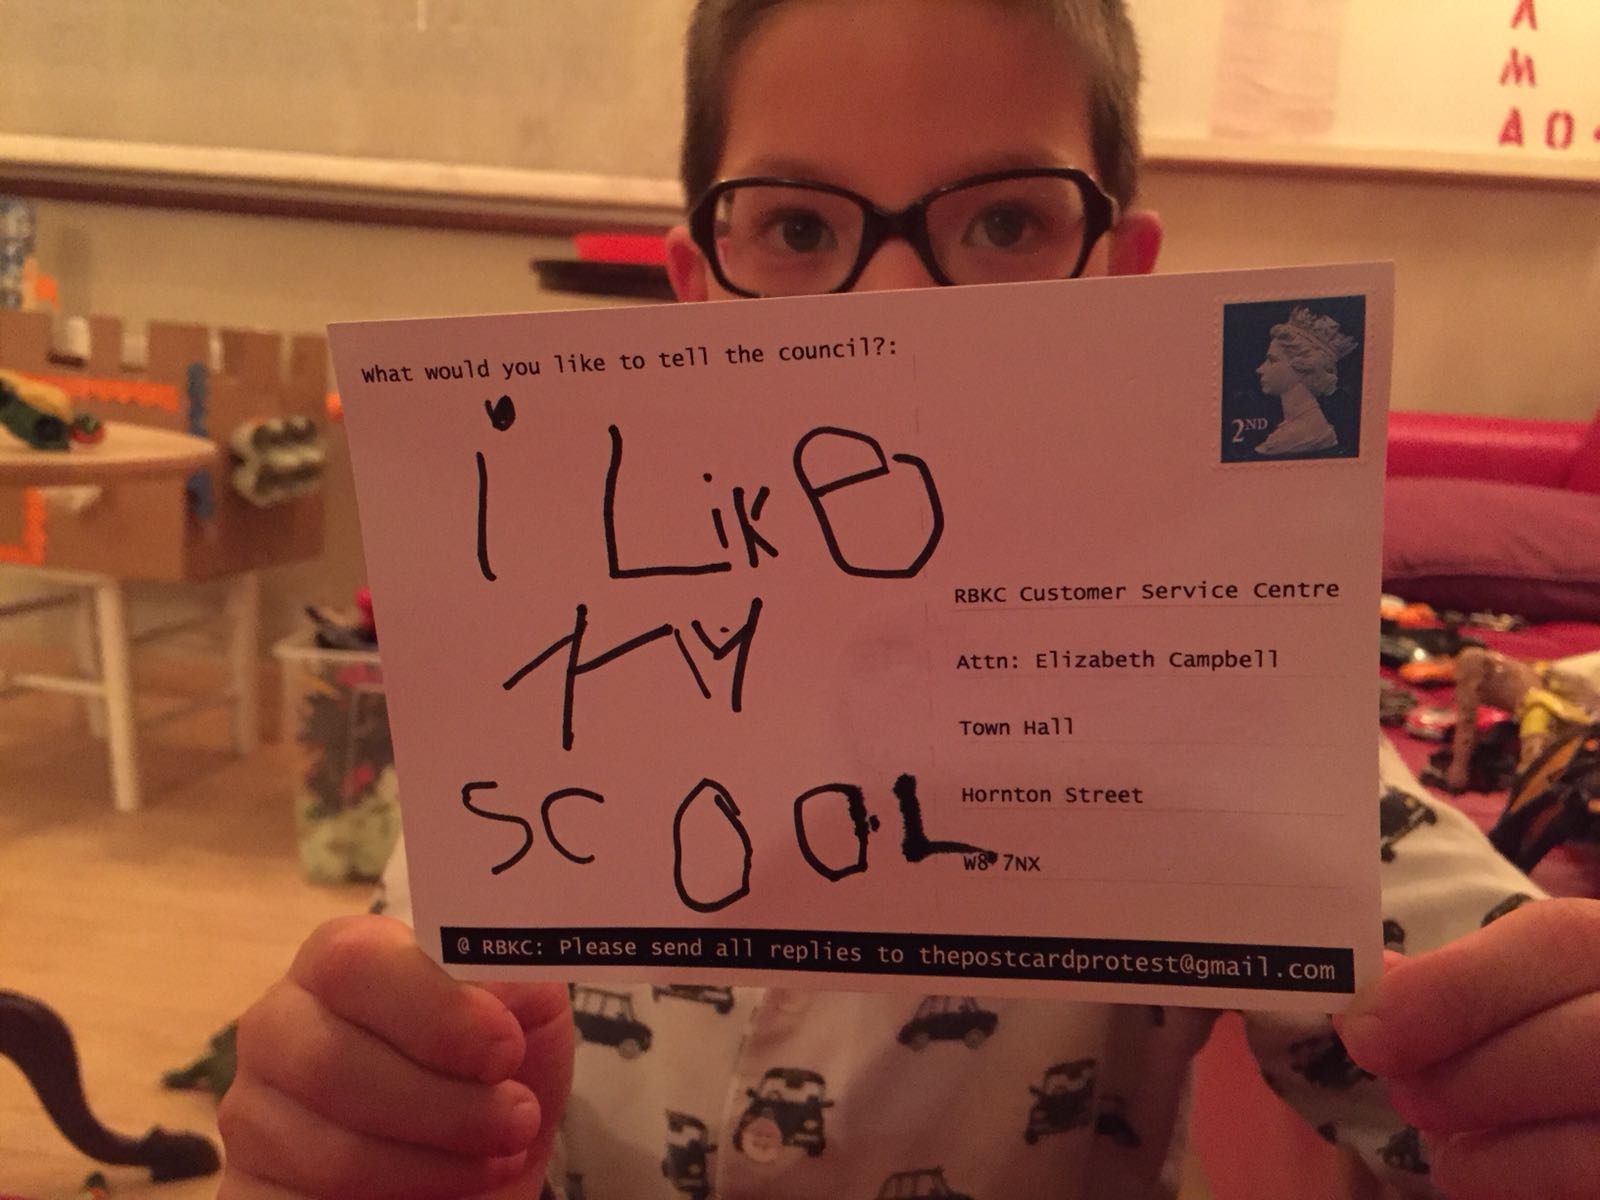 What would you like to tell the council?:
2ND
i LikE
MY
SCOOL
RBKC Customer Service Centre
Attn: Elizabeth Campbell
Town Hall
Hornton Street
W8 7NX
@ RBKC: Please send all replies to thepostcardprotest@gmail.com
M
A O